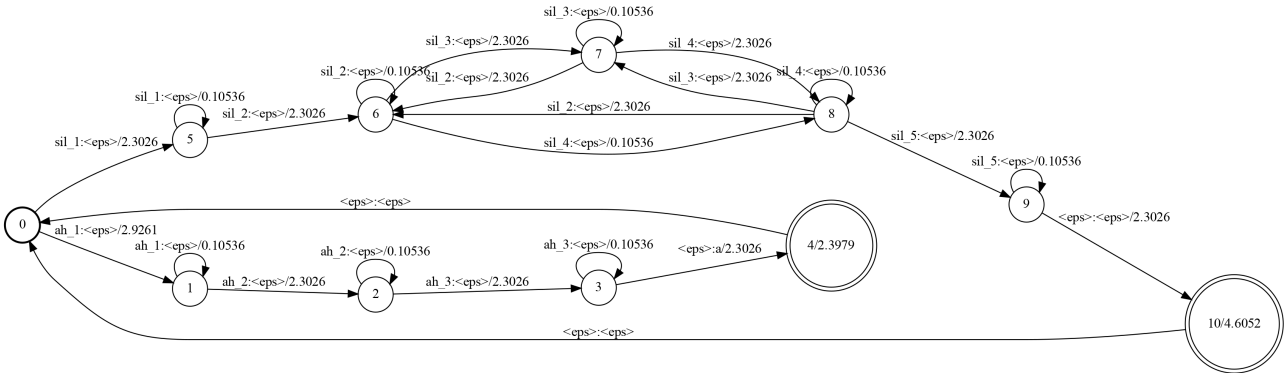 sil_3:<eps>/0.10536
7
sil_3:<eps>/2.3026
sil_4:<eps>/2.3026
sil_2:<eps>/0.10536
sil_2:<eps>/2.3026
sil_3:<eps>/2.3026
sil_4:<eps>/0.10536
sil_1:<eps>/0.10536
sil_2:<eps>/2.3026
6
sil_2:<eps>/2.3026
8
sil_1:<eps>/2.3026
5
sil_4:<eps>/0.10536
sil_5:<eps>/2.3026
sil_5:<eps>/0.10536
9
<eps>:<eps>
0
ah_1:<eps>/2.9261
<eps>:<eps>/2.3026
ah_1:<eps>/0.10536
ah_2:<eps>/0.10536
ah_3:<eps>/0.10536
<eps>:a/2.3026
4/2.3979
1
ah_2:<eps>/2.3026
2
ah_3:<eps>/2.3026
3
<eps>:<eps>
10/4.6052